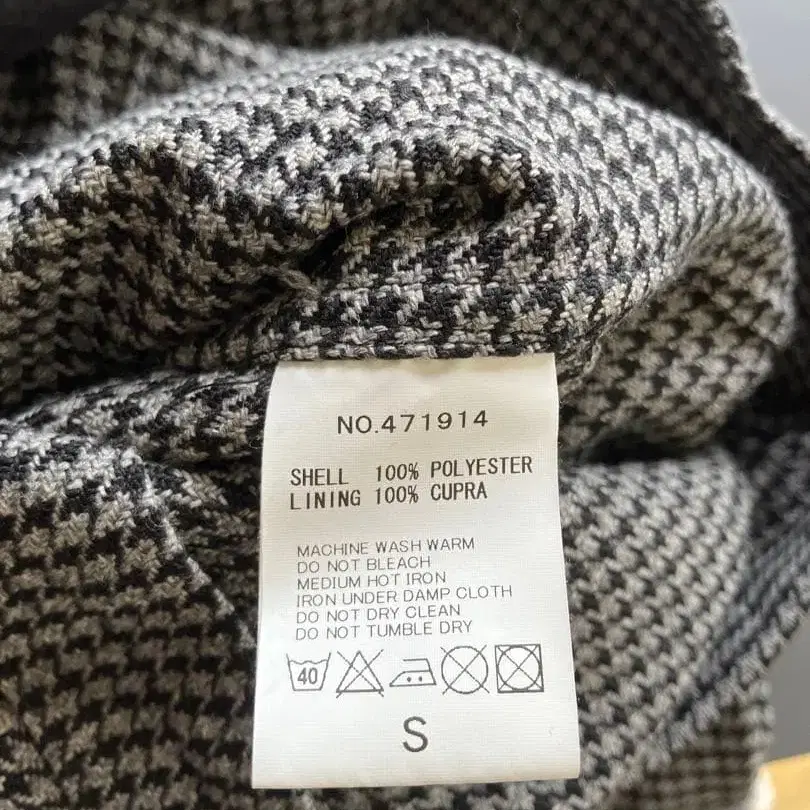 NO.471914
SHELL 100% POLYESTER
LINING 100% CUPRA
MACHINE WASH WARM
DO NOT BLEACH
MEDIUM HOT IRON
IRON UNDER DAMP CLOTH
DO NOT DRY CLEAN
DO NOT TUMBLE DRY
40
S